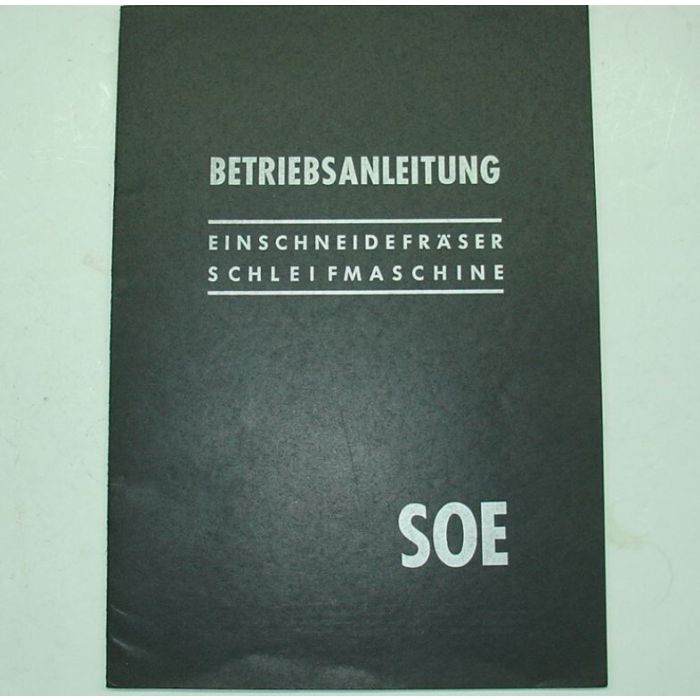 BETRIEBSANLEITUNG
EINSCHNEIDEFRÄSER
SCHLEIFMASCHINE
SOE